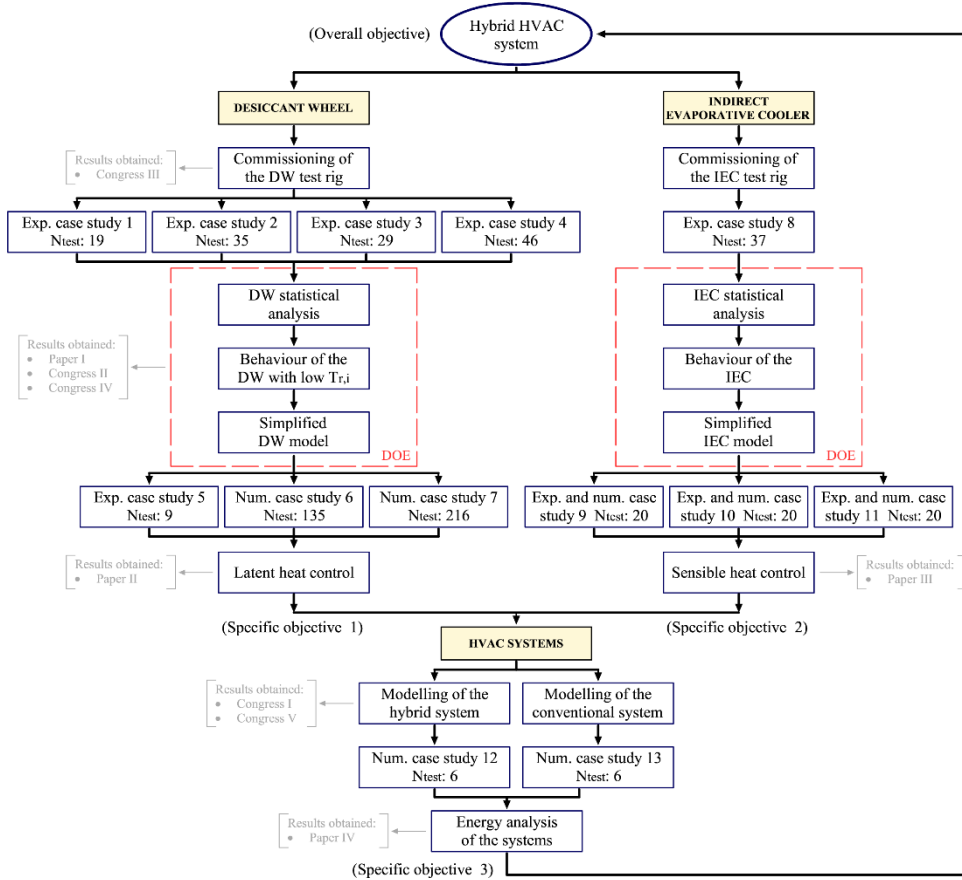 (Overall objective)
Hybrid HVAC
system
DESICCANT WHEEL
INDIRECT
EVAPORATIVE COOLER
Results obtained:
● Congress III
Commissioning of
the DW test rig
Commissioning of
the IEC test rig
Exp. case study 1
Ntest: 19
Exp. case study 2
Ntest: 35
Exp. case study 3
Ntest: 29
Exp. case study 4
Ntest: 46
Exp. case study 8
Ntest: 37
DW statistical
analysis
IEC statistical
analysis
Results obtained:
● Paper I
● Congress II
● Congress IV
Behaviour of the
DW with low Tr,i
Behaviour of the
IEC
Simplified
DW model
DOE
Simplified
IEC model
DOE
Exp. case study 5
Ntest: 9
Num. case study 6
Ntest: 135
Num. case study 7
Ntest: 216
Exp. and num. case
study 9 Ntest: 20
Exp. and num. case
study 10 Ntest: 20
Exp. and num. case
study 11 Ntest: 20
Results obtained:
● Paper II
Latent heat control
Sensible heat control
Results obtained:
● Paper III
(Specific objective 1)
(Specific objective 2)
HVAC SYSTEMS
Results obtained:
● Congress I
● Congress V
Modelling of the
hybrid system
Modelling of the
conventional system
Num. case study 12
Ntest: 6
Num. case study 13
Ntest: 6
Results obtained:
● Paper IV
Energy analysis
of the systems
(Specific objective 3)